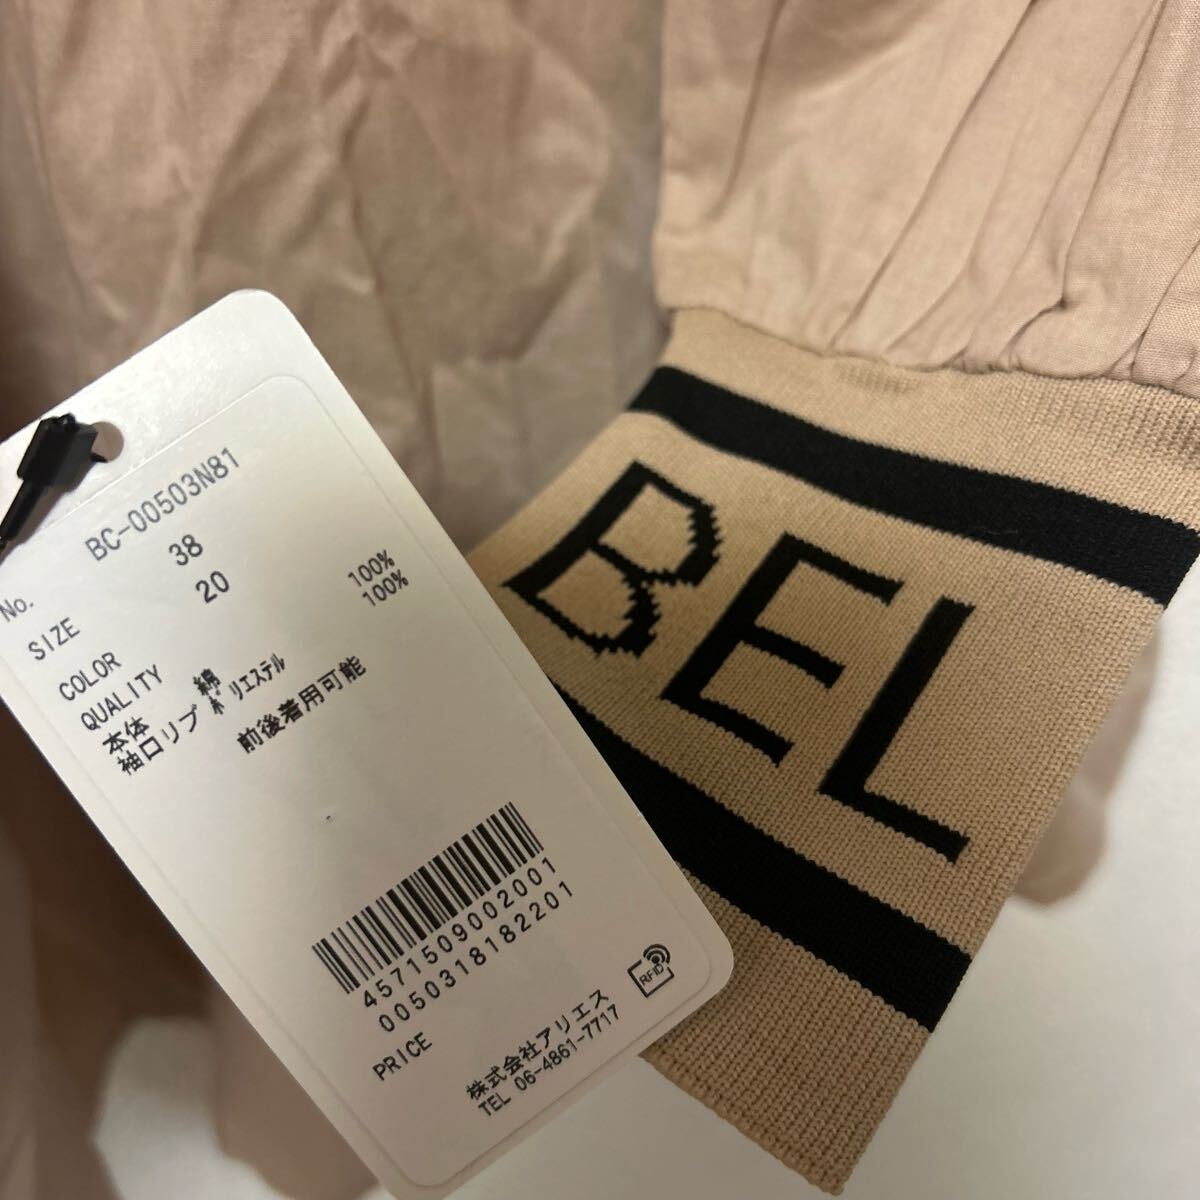 No. BC-00503N81
SIZE 38
COLOR 20
QUALITY
本体 綿 100%
袖口リブ ポリエステル 100%
前後着用可能
4571509002001
0050318182201
PRICE
RFID
株式会社アリエス
TEL 06-4861-7717
BEL